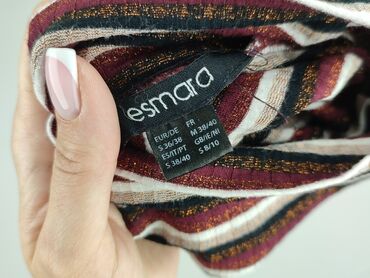 esmara
EUR/DE FR
S 36/38 M 38/40
ES/IT/PT GB/IE/NI
S 38/40 S 8/10